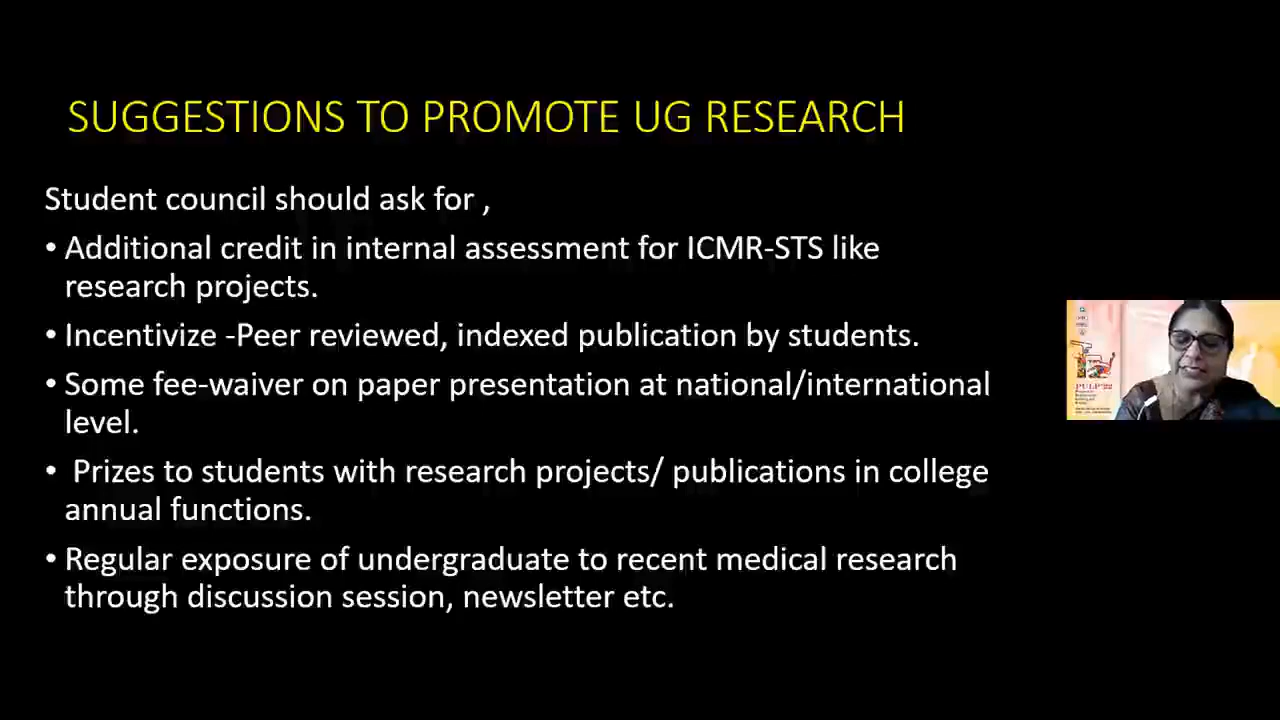 SUGGESTIONS TO PROMOTE UG RESEARCH
Student council should ask for ,
• Additional credit in internal assessment for ICMR-STS like
research projects.
• Incentivize -Peer reviewed, indexed publication by students.
• Some fee-waiver on paper presentation at national/international
level.
• Prizes to students with research projects/ publications in college
annual functions.
• Regular exposure of undergraduate to recent medical research
through discussion session, newsletter etc.
PULP'22